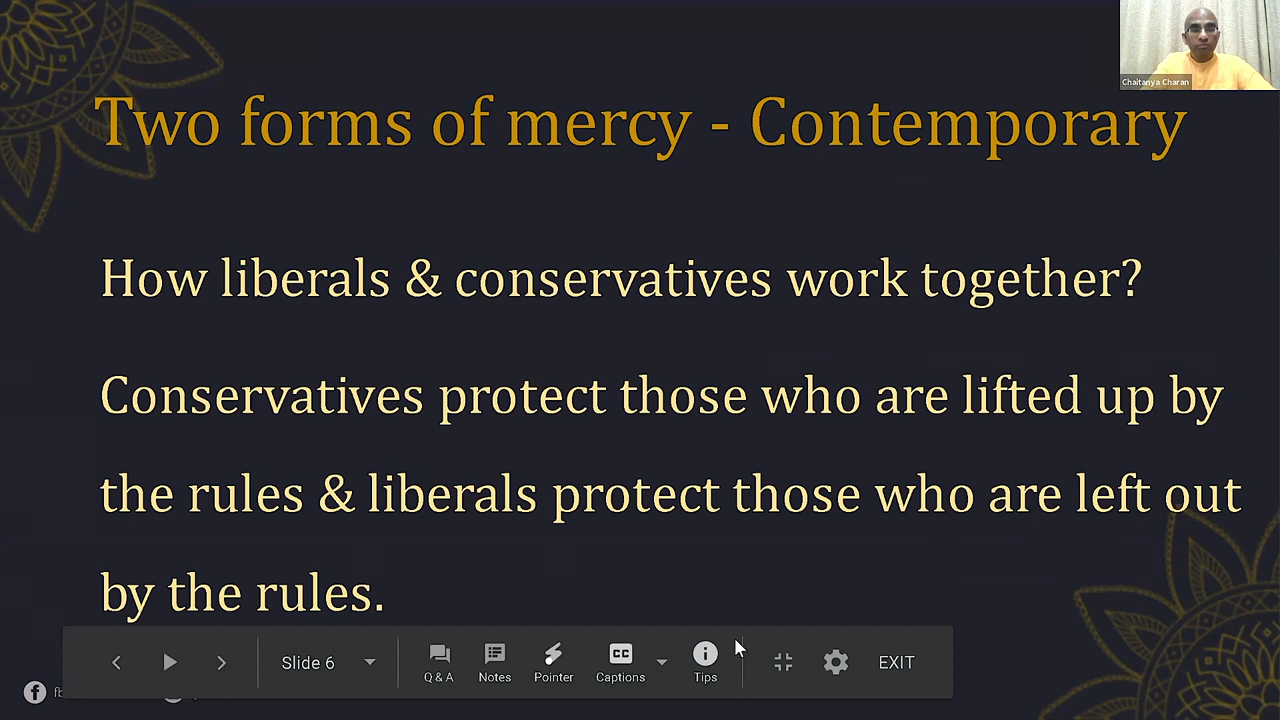 Chaitanya Charan
Two forms of mercy - Contemporary
How liberals & conservatives work together?
Conservatives protect those who are lifted up by
the rules & liberals protect those who are left out
by the rules.
Slide 6
Q & A
Notes
Pointer
CC
Captions
Tips
EXIT
f